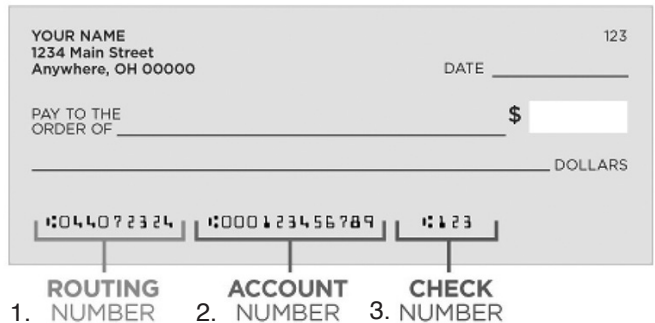 YOUR NAME 123
1234 Main Street
Anywhere, OH 00000
DATE
PAY TO THE
ORDER OF $
DOLLARS
⑆044072324 ⑆000123456789 ⑆123
1. ROUTING NUMBER
2. ACCOUNT NUMBER
3. CHECK NUMBER